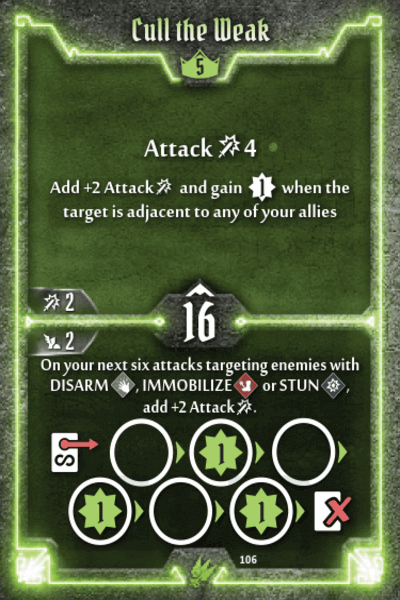 Cull the Weak
5
Attack 4
Add +2 Attack and gain 1 when the
target is adjacent to any of your allies
2
16
2
On your next six attacks targeting enemies with
DISARM, IMMOBILIZE or STUN,
add +2 Attack.
1
1 1
106